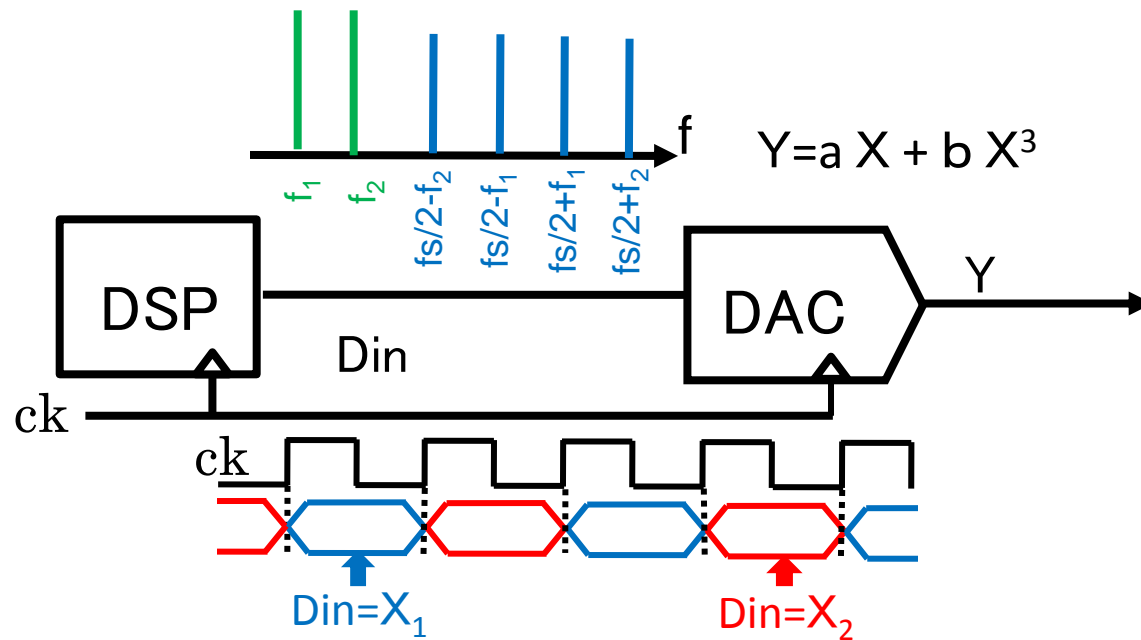 f
Y=a X + b X³
f₁
f₂
fs/2-f₂
fs/2-f₁
fs/2+f₁
fs/2+f₂
DSP
Din
DAC
Y
ck
ck
Din=X₁
Din=X₂